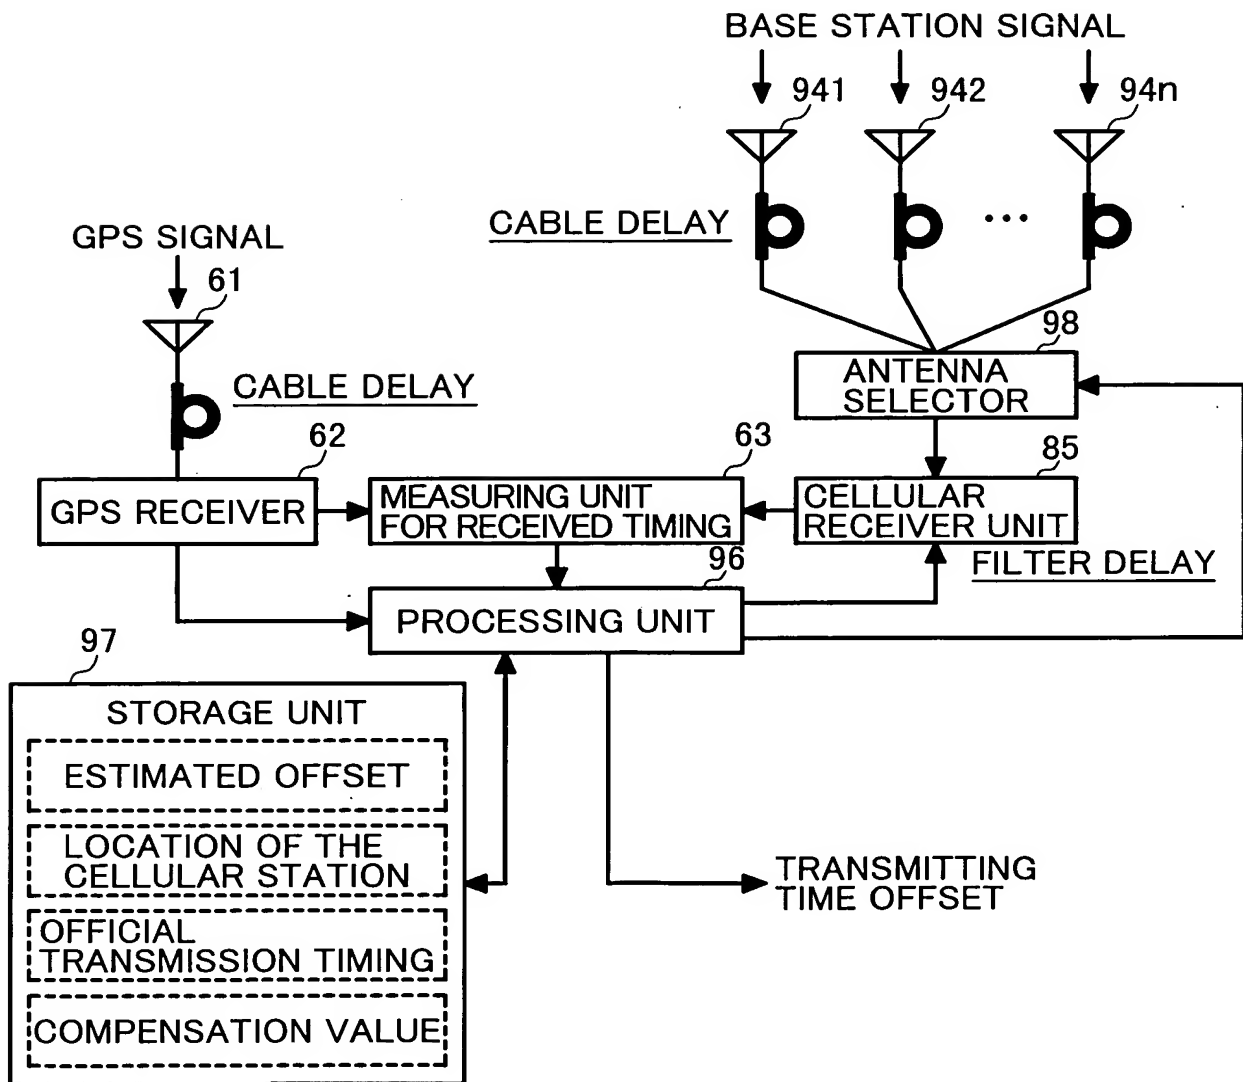 BASE STATION SIGNAL
941
942
94n
CABLE DELAY
...
GPS SIGNAL
61
CABLE DELAY
98
ANTENNA
SELECTOR
62
GPS RECEIVER
63
MEASURING UNIT
FOR RECEIVED TIMING
85
CELLULAR
RECEIVER UNIT
FILTER DELAY
96
PROCESSING UNIT
97
STORAGE UNIT
ESTIMATED OFFSET
LOCATION OF THE
CELLULAR STATION
OFFICIAL
TRANSMISSION TIMING
COMPENSATION VALUE
TRANSMITTING
TIME OFFSET